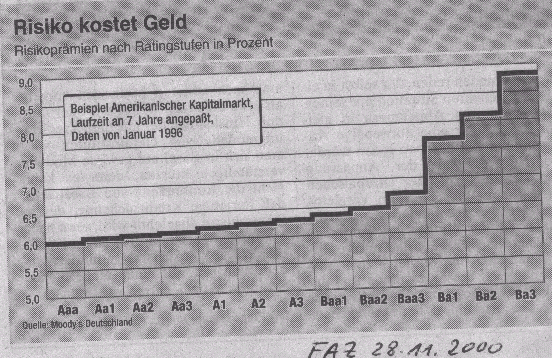 Risiko kostet Geld
Risikoprämien nach Ratingstufen in Prozent
9,0
8,5
8,0
7,5
7,0
6,5
6,0
5,5
5,0
Beispiel Amerikanischer Kapitalmarkt,
Laufzeit an 7 Jahre angepaßt,
Daten von Januar 1996
Aaa Aa1 Aa2 Aa3 A1 A2 A3 Baa1 Baa2 Baa3 Ba1 Ba2 Ba3
Quelle: Moody's Deutschland
FAZ 28.11.2000